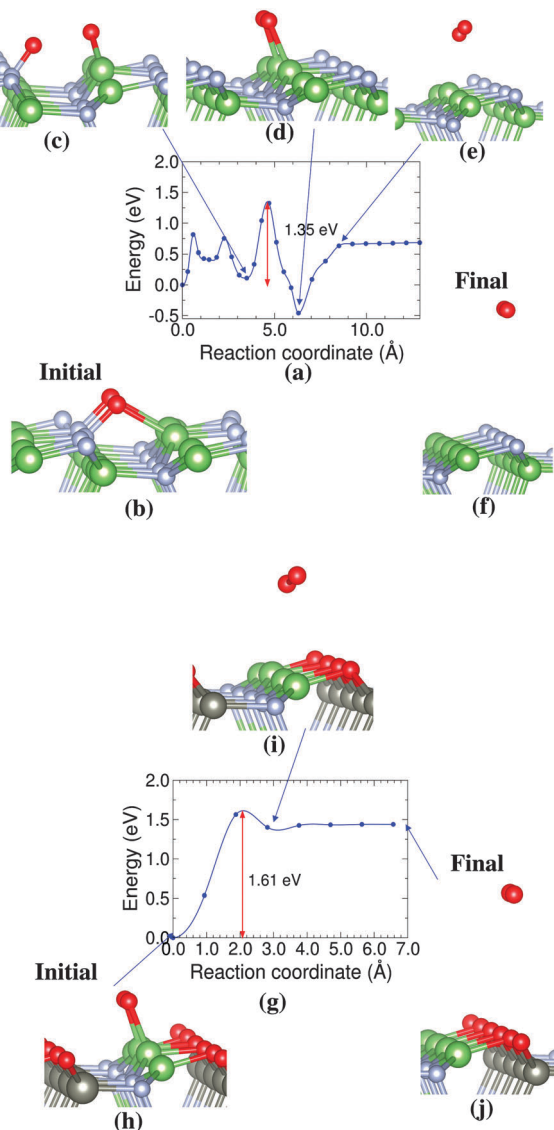 (c)
(d)
(e)
2.0
1.5
1.0
0.5
0.0
-0.5
Energy (eV)
1.35 eV
0.0
5.0
10.0
Reaction coordinate (Å)
(a)
Final
Initial
(b)
(f)
(i)
2.0
1.5
1.0
0.5
0.0
Energy (eV)
1.61 eV
0.0 1.0 2.0 3.0 4.0 5.0 6.0 7.0
Reaction coordinate (Å)
(g)
Final
Initial
(h)
(j)